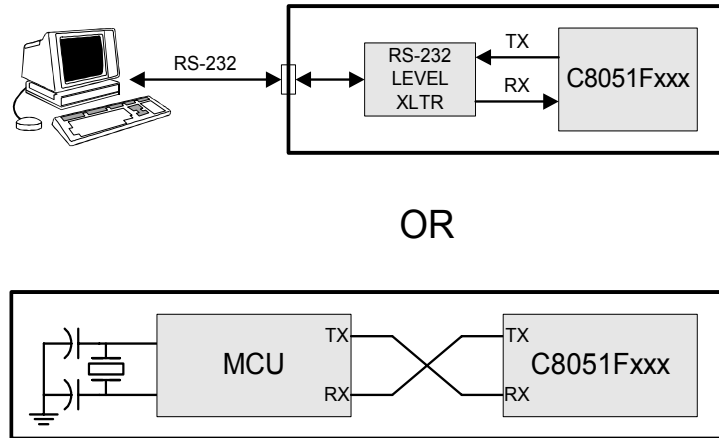 RS-232
RS-232
LEVEL
XLTR
TX
RX
C8051Fxxx
OR
MCU
TX
RX
TX
RX
C8051Fxxx